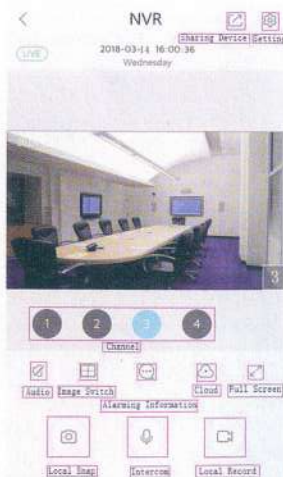 NVR
Sharing Device Setting
LIVE 2018-03-14 16:00:36
Wednesday
3
1 2 3 4
Channel
Audio Image Switch Cloud Full Screen
Alarming Information
Local Snap Intercom Local Record